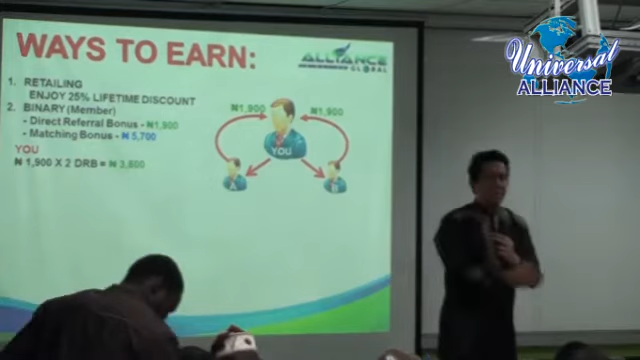 Universal
ALLIANCE
WAYS TO EARN:
ALLIANCE
GLOBAL
1. RETAILING
ENJOY 25% LIFETIME DISCOUNT
2. BINARY (Member)
- Direct Referral Bonus - ₦1,900
- Matching Bonus - ₦ 5,700
YOU
₦ 1,900 X 2 DRB = ₦ 3,800
₦1,900
₦1,900
YOU
A
B